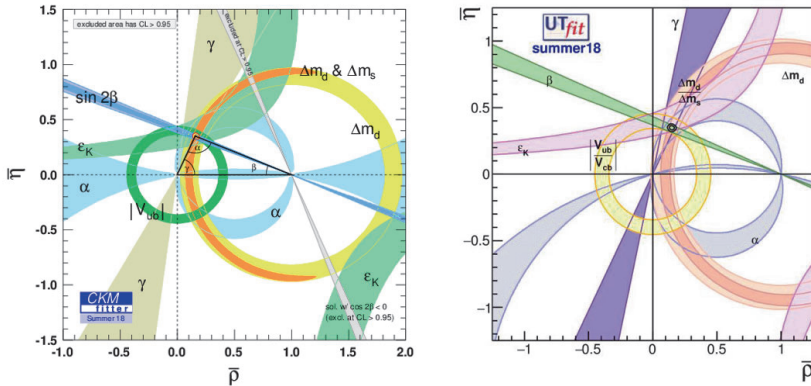 excluded area has CL > 0.95
excluded at CL > 0.95
γ
Δm_d & Δm_s
sin 2β
Δm_d
ε_K
α
γ
β
α
α
|V_ub|
ε_K
γ
CKM
fitter
Summer 18
sol. w/ cos 2β < 0
(excl. at CL > 0.95)
η̄
1.5
1.0
0.5
0.0
-0.5
-1.0
-1.5
-1.0
-0.5
0.0
0.5
1.0
1.5
2.0
ρ̄
η̄
UT
fit
summer18
γ
β
Δm_d
Δm_s
Δm_d
|V_ub|
|V_cb|
ε_K
α
1
0.5
0
-0.5
-1
-1
-0.5
0
0.5
1
ρ̄